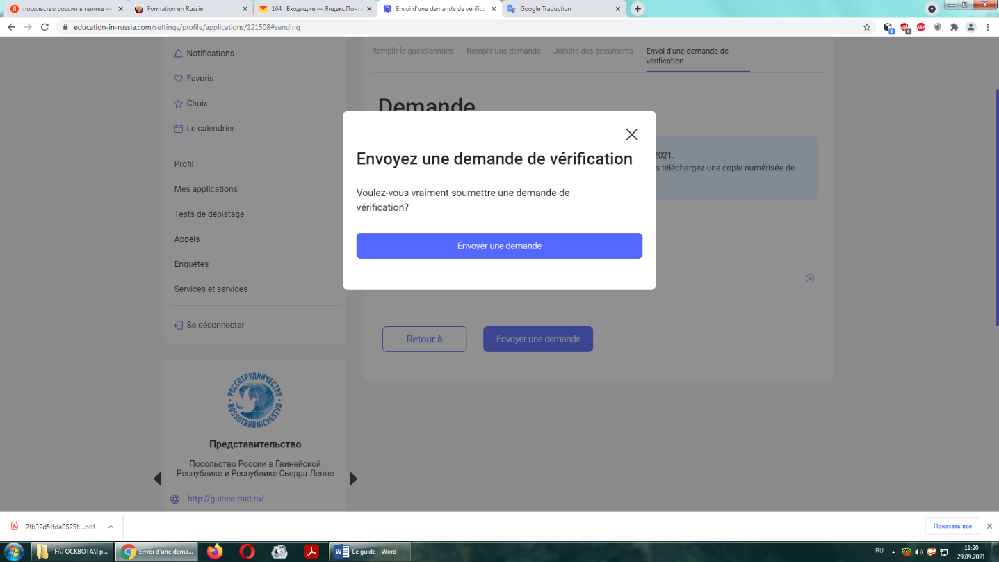 посольство россии в гвинее —
Formation en Russie
164 · Входящие — Яндекс.Почта
Envoi d'une demande de vérifica
Google Traduction
education-in-russia.com/settings/profile/applications/121508#sending
1
4
ABP
Notifications
Favoris
Choix
Le calendrier
Profil
Mes applications
Tests de dépistage
Appels
Enquêtes
Services et services
Se déconnecter
Remplir le questionnaire
Remplir une demande
Joindre des documents
Envoi d'une demande de
vérification
Demande
2021.
s téléchargez une copie numérisée de
Envoyez une demande de vérification
Voulez-vous vraiment soumettre une demande de
vérification?
Envoyer une demande
Retour à
Envoyer une demande
РОССОТРУДНИЧЕСТВО
ROSSOTRUDNICHESTVO
Представительство
Посольство России в Гвинейской
Республике и Республике Сьерра-Леоне
http://guinea.mid.ru/
2fb32d5ffda0525f....pdf
Показать все
F:\ГОСКВОТА\Гр...
Envoi d'une dema...
Le guide - Word
RU
11:20
29.09.2021